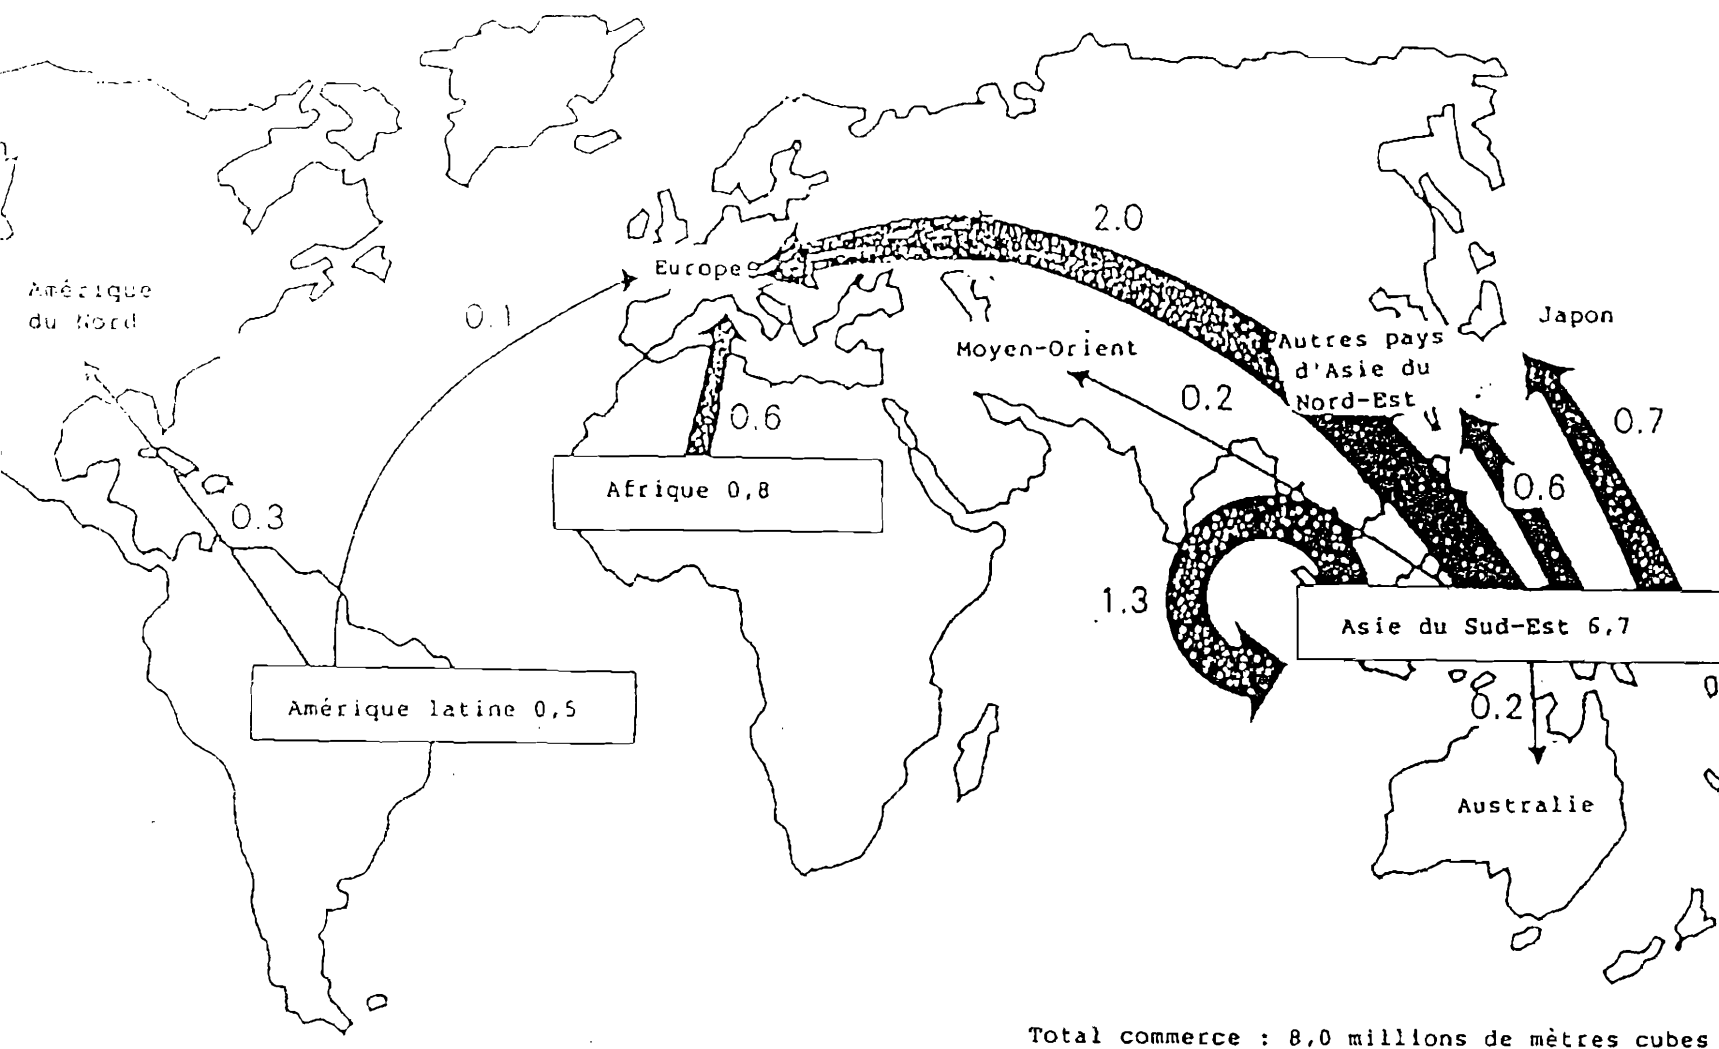 2.0
Europe
Amérique
du Nord
0.1
Japon
Moyen-Orient
Autres pays
d'Asie du
Nord-Est
0.2
0.6
0.7
Afrique 0,8
0.6
0.3
1.3
Asie du Sud-Est 6,7
Amérique latine 0,5
0.2
Australie
Total commerce : 8,0 millions de mètres cubes